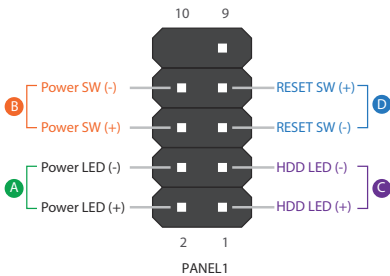 10 9
Power SW (-) RESET SW (+)
B D
Power SW (+) RESET SW (-)
Power LED (-) HDD LED (-)
A C
Power LED (+) HDD LED (+)
2 1
PANEL1